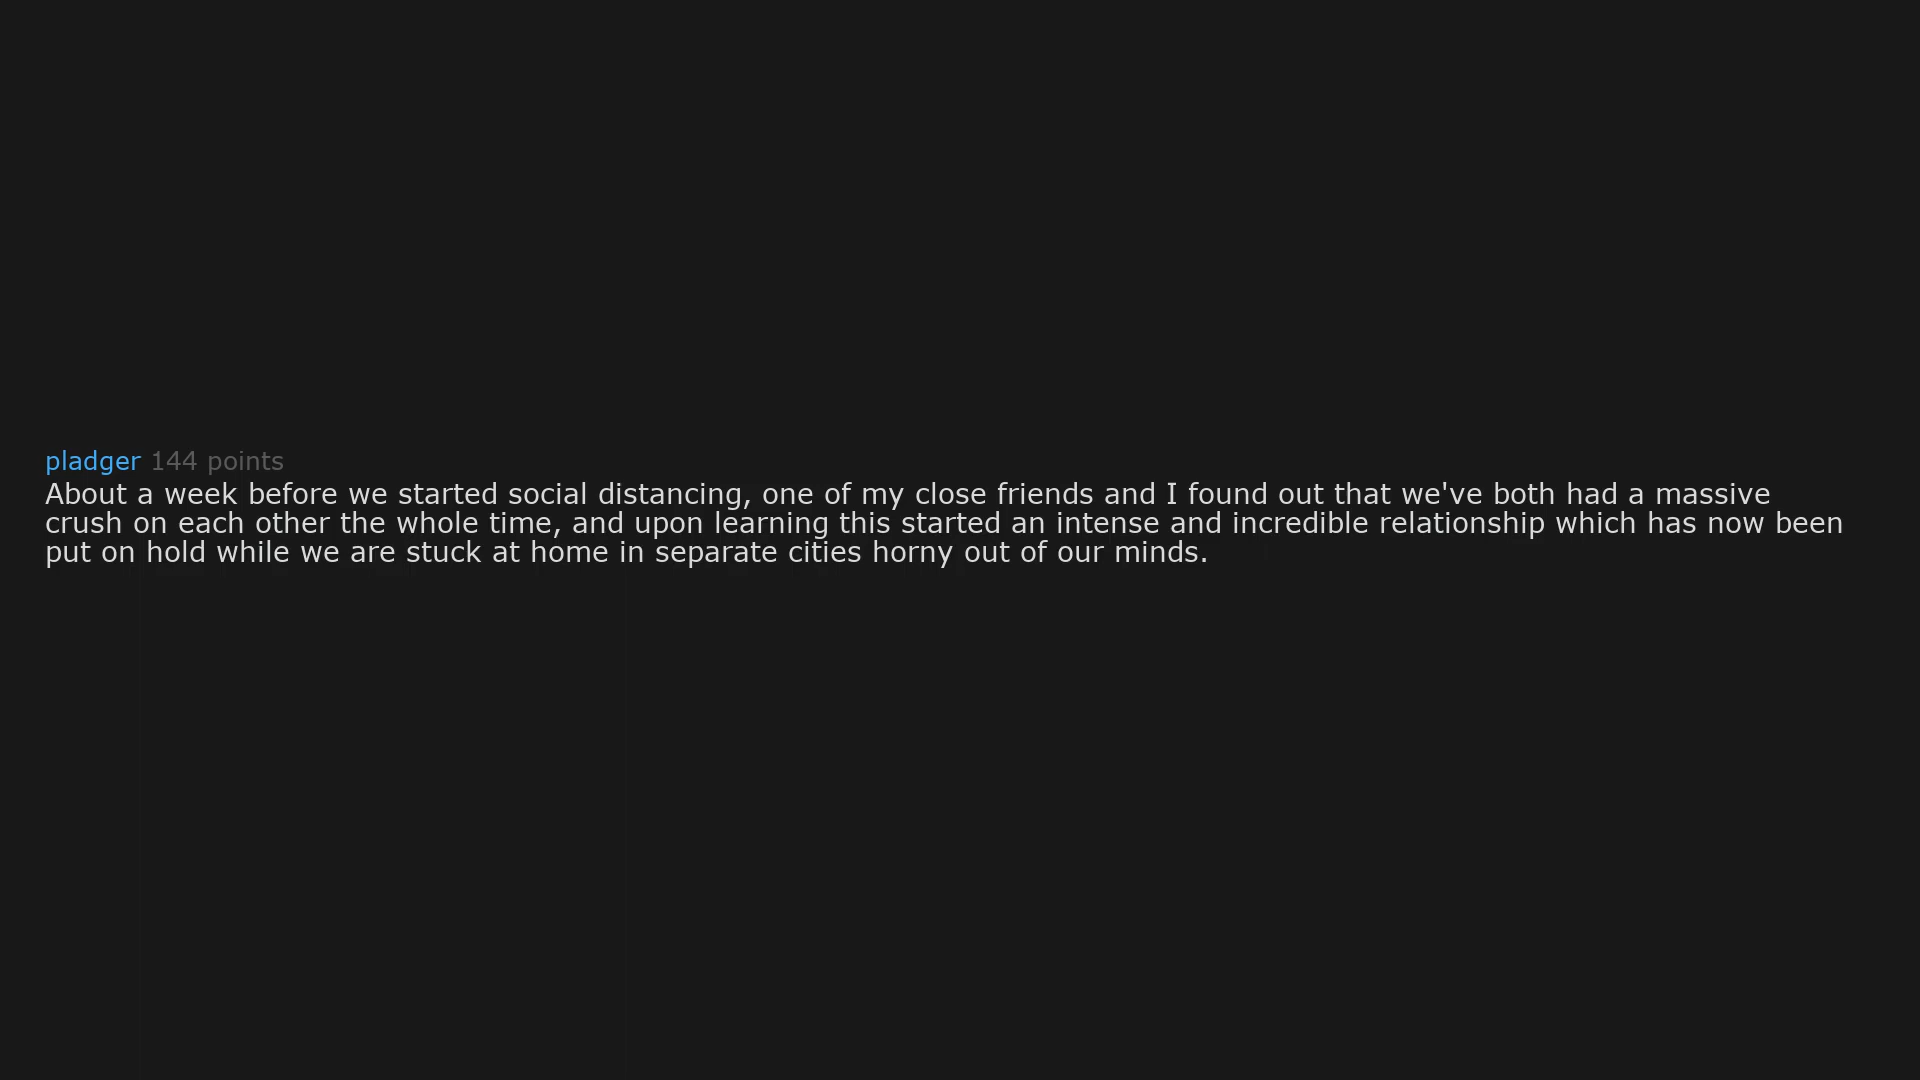 pladger 144 points
About a week before we started social distancing, one of my close friends and I found out that we've both had a massive
crush on each other the whole time, and upon learning this started an intense and incredible relationship which has now been
put on hold while we are stuck at home in separate cities horny out of our minds.